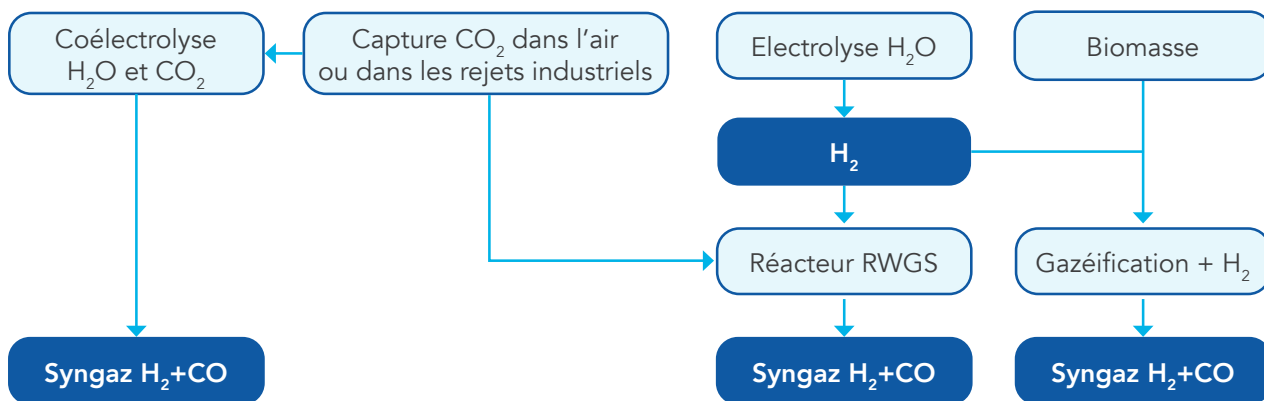 Coélectrolyse
H₂O et CO₂
Capture CO₂ dans l’air
ou dans les rejets industriels
Electrolyse H₂O
Biomasse
H₂
Réacteur RWGS
Gazéification + H₂
Syngaz H₂+CO
Syngaz H₂+CO
Syngaz H₂+CO